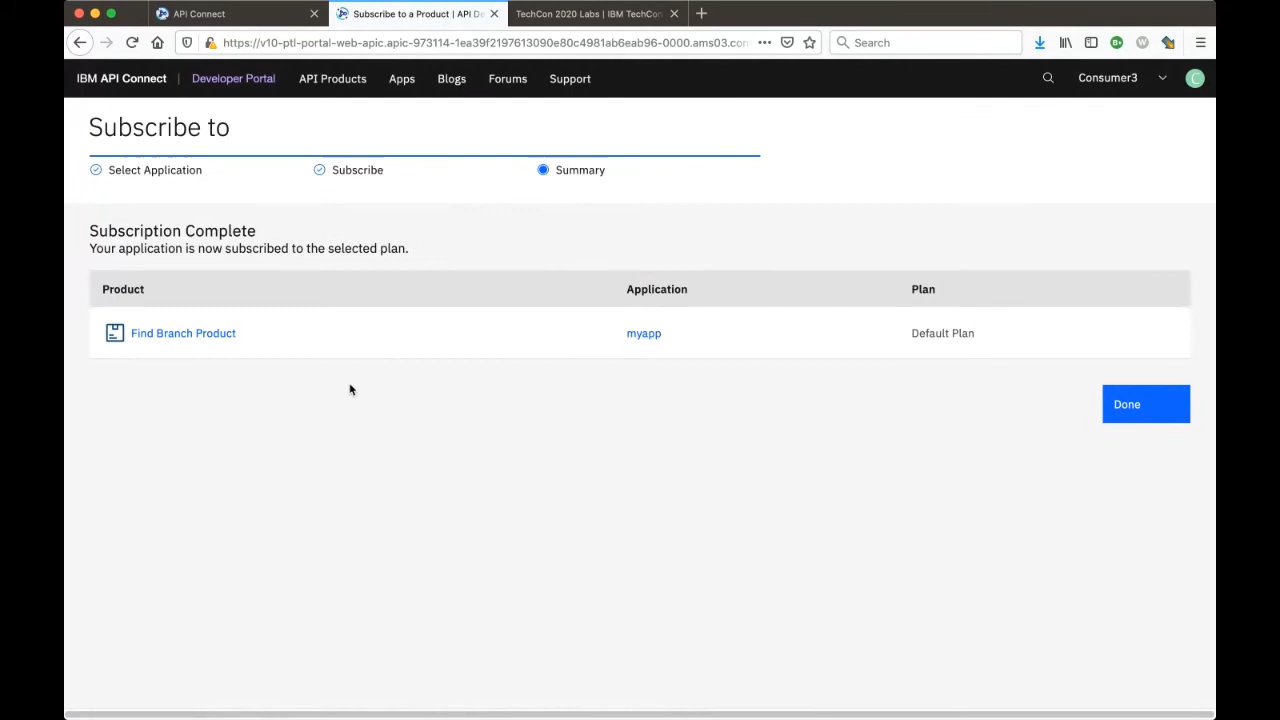 API Connect
Subscribe to a Product | API De
TechCon 2020 Labs | IBM TechCon
https://v10-ptl-portal-web-apic.apic-973114-1ea39f2197613090e80c4981ab6eab96-0000.ams03.con
Search
IBM API Connect | Developer Portal API Products Apps Blogs Forums Support Consumer3 C
Subscribe to
Select Application Subscribe Summary
Subscription Complete
Your application is now subscribed to the selected plan.
Product Application Plan
Find Branch Product myapp Default Plan
Done